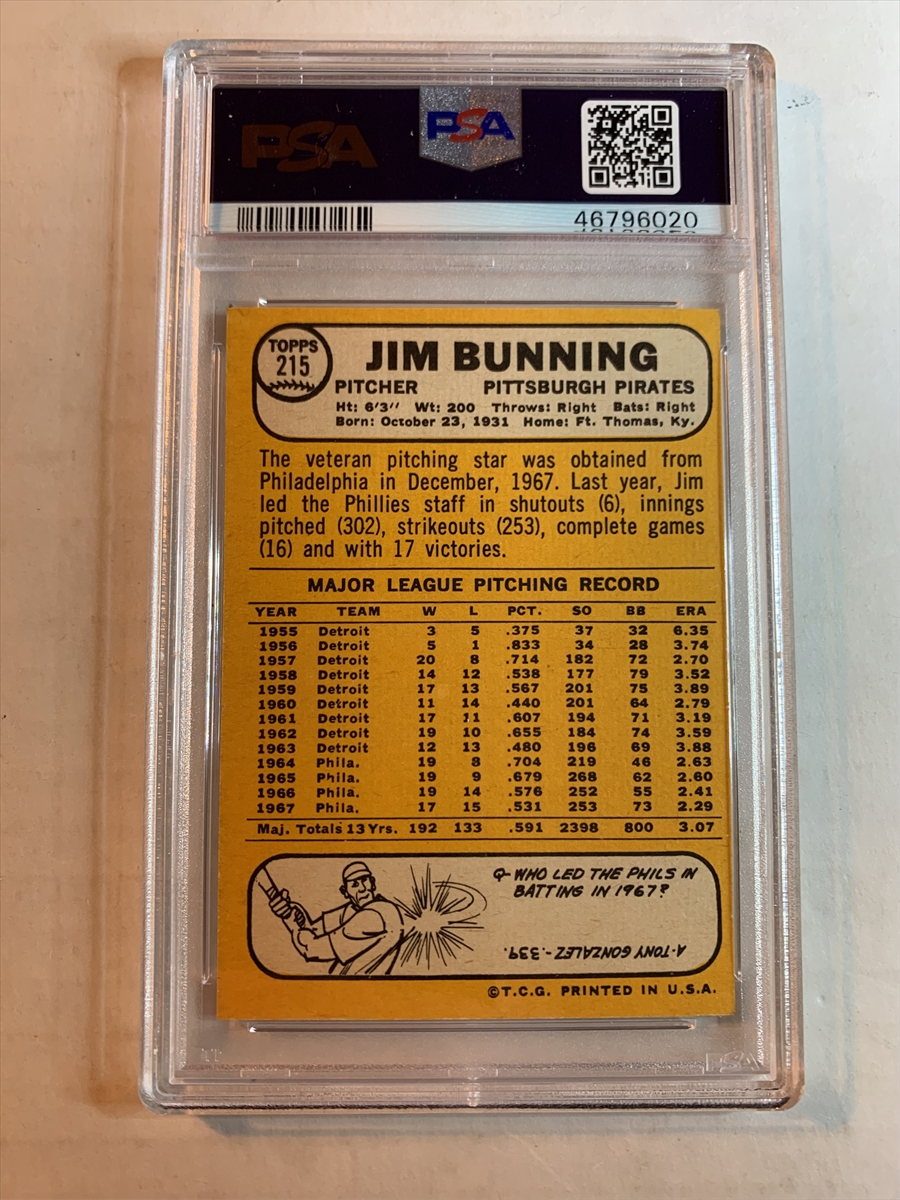 PSA PSA
46796020
TOPPS
215
JIM BUNNING
PITCHER PITTSBURGH PIRATES
Ht: 6'3" Wt: 200 Throws: Right Bats: Right
Born: October 23, 1931 Home: Ft. Thomas, Ky.
The veteran pitching star was obtained from
Philadelphia in December, 1967. Last year, Jim
led the Phillies staff in shutouts (6), innings
pitched (302), strikeouts (253), complete games
(16) and with 17 victories.
MAJOR LEAGUE PITCHING RECORD
YEAR TEAM W L PCT. SO BB ERA
1955 Detroit 3 5 .375 37 32 6.35
1956 Detroit 5 1 .833 34 28 3.74
1957 Detroit 20 8 .714 182 72 2.70
1958 Detroit 14 12 .538 177 79 3.52
1959 Detroit 17 13 .567 201 75 3.89
1960 Detroit 11 14 .440 201 64 2.79
1961 Detroit 17 11 .607 194 71 3.19
1962 Detroit 19 10 .655 184 74 3.59
1963 Detroit 12 13 .480 196 69 3.88
1964 Phila. 19 8 .704 219 46 2.63
1965 Phila. 19 9 .679 268 62 2.60
1966 Phila. 19 14 .576 252 55 2.41
1967 Phila. 17 15 .531 253 73 2.29
Maj. Totals 13 Yrs. 192 133 .591 2398 800 3.07
Q-WHO LED THE PHILS IN
BATTING IN 1967?
A-TONY GONZALEZ-.339.
©T.C.G. PRINTED IN U.S.A.
PSA